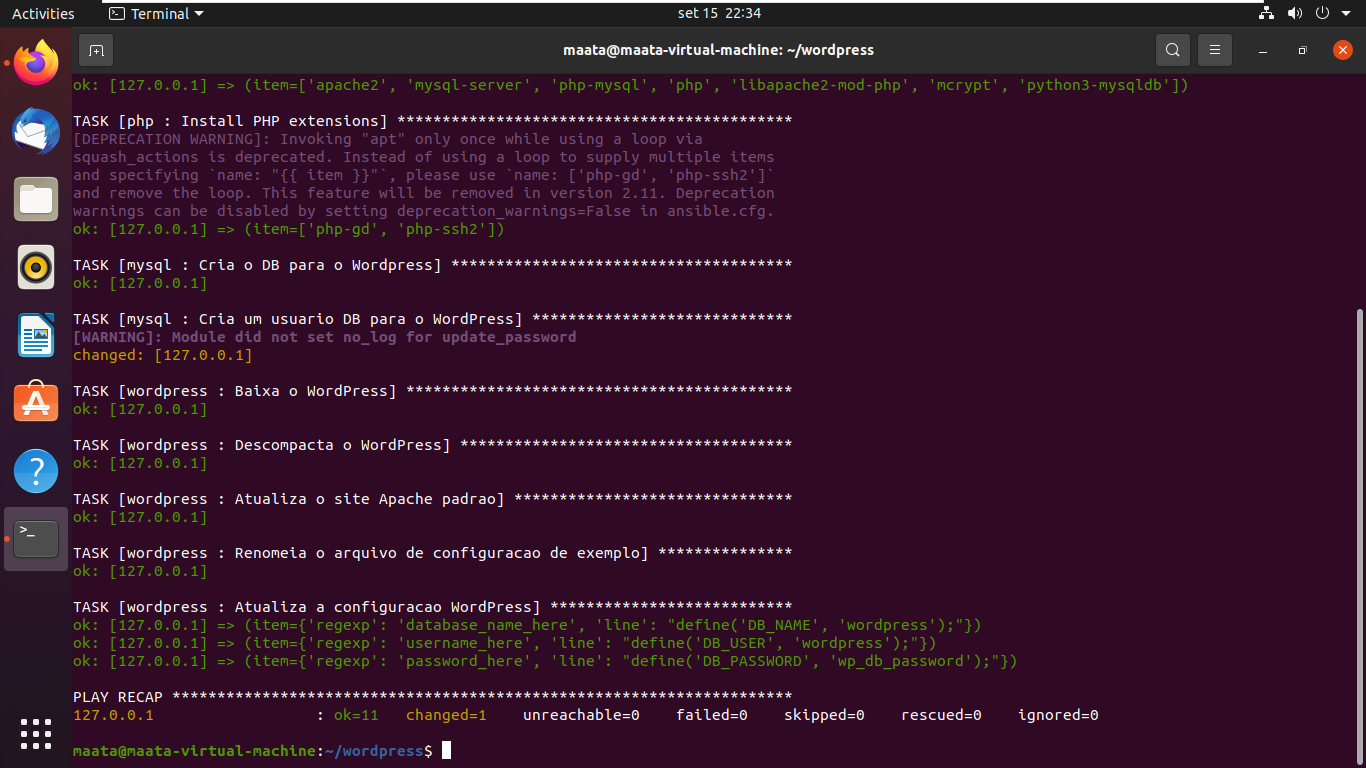 Activities
Terminal
set 15 22:34
maata@maata-virtual-machine: ~/wordpress
ok: [127.0.0.1] => (item=['apache2', 'mysql-server', 'php-mysql', 'php', 'libapache2-mod-php', 'mcrypt', 'python3-mysqldb'])
TASK [php : Install PHP extensions] ********************************************
[DEPRECATION WARNING]: Invoking "apt" only once while using a loop via
squash_actions is deprecated. Instead of using a loop to supply multiple items
and specifying `name: "{{ item }}"`, please use `name: ['php-gd', 'php-ssh2']`
and remove the loop. This feature will be removed in version 2.11. Deprecation
warnings can be disabled by setting deprecation_warnings=False in ansible.cfg.
ok: [127.0.0.1] => (item=['php-gd', 'php-ssh2'])
TASK [mysql : Cria o DB para o Wordpress] **************************************
ok: [127.0.0.1]
TASK [mysql : Cria um usuario DB para o WordPress] *****************************
[WARNING]: Module did not set no_log for update_password
changed: [127.0.0.1]
TASK [wordpress : Baixa o WordPress] *******************************************
ok: [127.0.0.1]
TASK [wordpress : Descompacta o WordPress] *************************************
ok: [127.0.0.1]
TASK [wordpress : Atualiza o site Apache padrao] *******************************
ok: [127.0.0.1]
TASK [wordpress : Renomeia o arquivo de configuracao de exemplo] ***************
ok: [127.0.0.1]
TASK [wordpress : Atualiza a configuracao WordPress] ***************************
ok: [127.0.0.1] => (item={'regexp': 'database_name_here', 'line': "define('DB_NAME', 'wordpress');"})
ok: [127.0.0.1] => (item={'regexp': 'username_here', 'line': "define('DB_USER', 'wordpress');"})
ok: [127.0.0.1] => (item={'regexp': 'password_here', 'line': "define('DB_PASSWORD', 'wp_db_password');"})
PLAY RECAP *********************************************************************
127.0.0.1 : ok=11 changed=1 unreachable=0 failed=0 skipped=0 rescued=0 ignored=0
maata@maata-virtual-machine:~/wordpress$